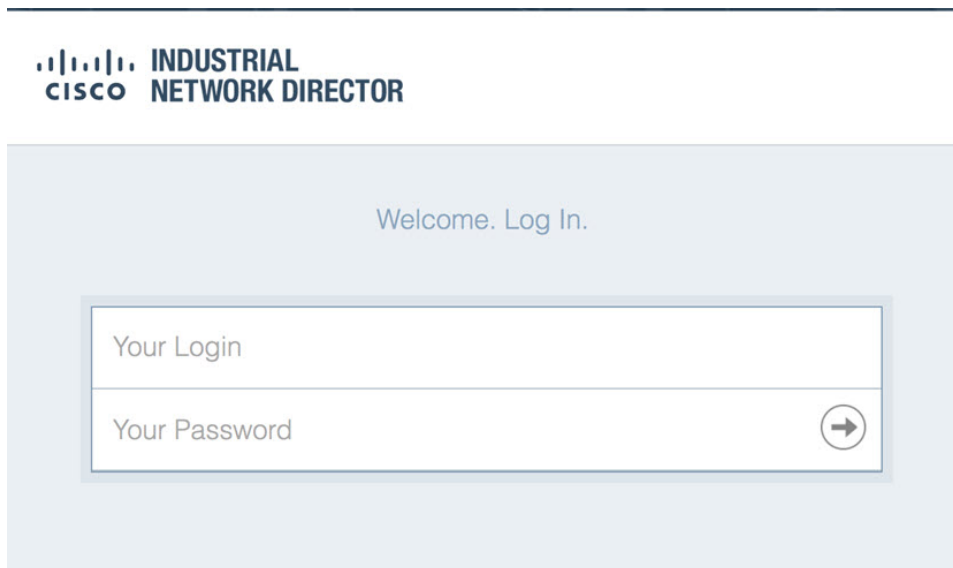 CISCO INDUSTRIAL
NETWORK DIRECTOR
Welcome. Log In.
Your Login
Your Password